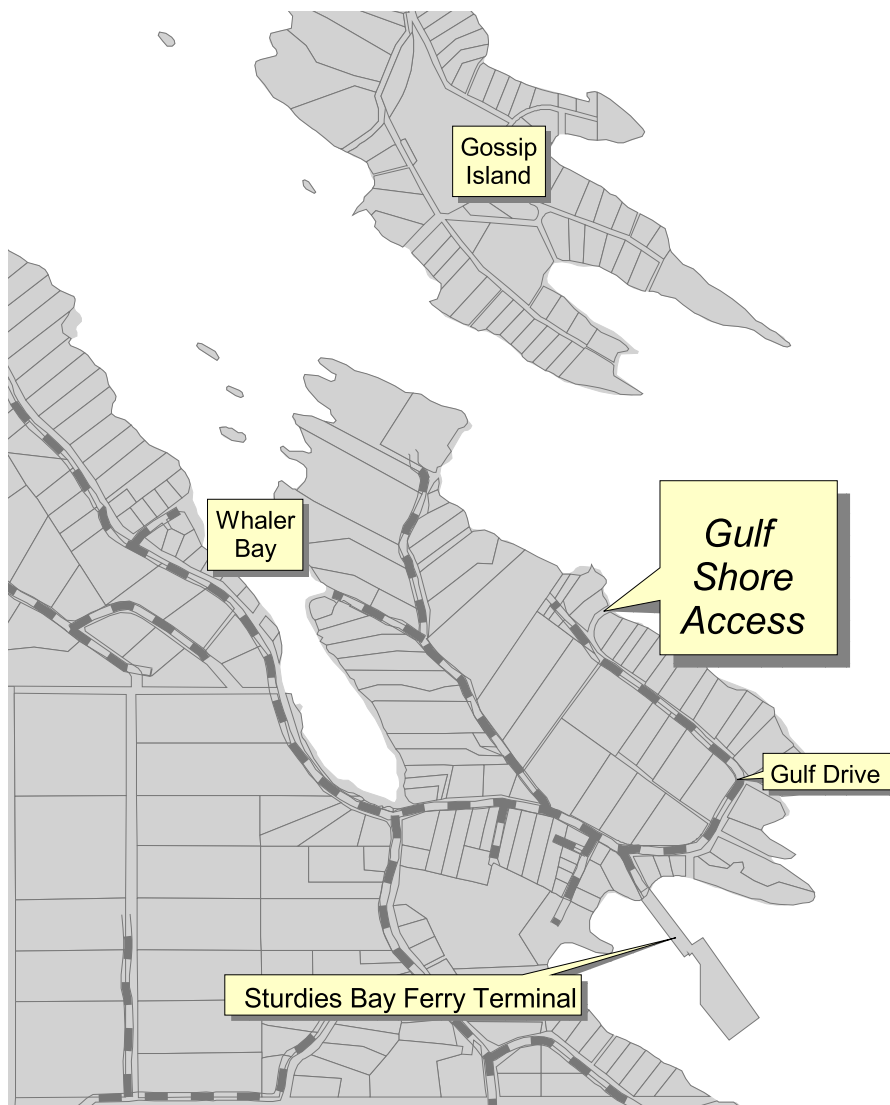 Gossip
Island
Whaler
Bay
Gulf
Shore
Access
Gulf Drive
Sturdies Bay Ferry Terminal